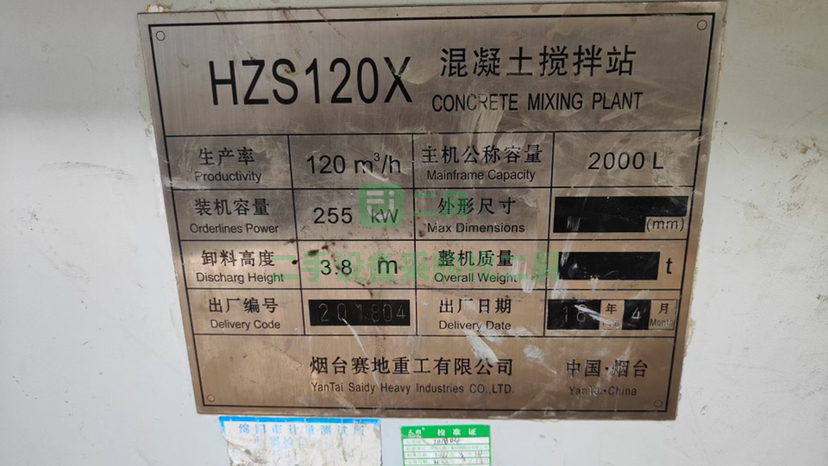 HZS120X 混凝土搅拌站
CONCRETE MIXING PLANT
生产率 120 m³/h 主机公称容量 2000 L
Productivity Mainframe Capacity
装机容量 255 kW 外形尺寸 (mm)
Orderlines Power Max Dimensions
卸料高度 3.8 m 整机质量 t
Discharg Height Overall Weight
出厂编号 201804 出厂日期 18 年 4 月
Delivery Code Delivery Date Month
烟台赛地重工有限公司 中国·烟台
YanTai Saidy Heavy Industries CO.,LTD. YanTai·China
校准证